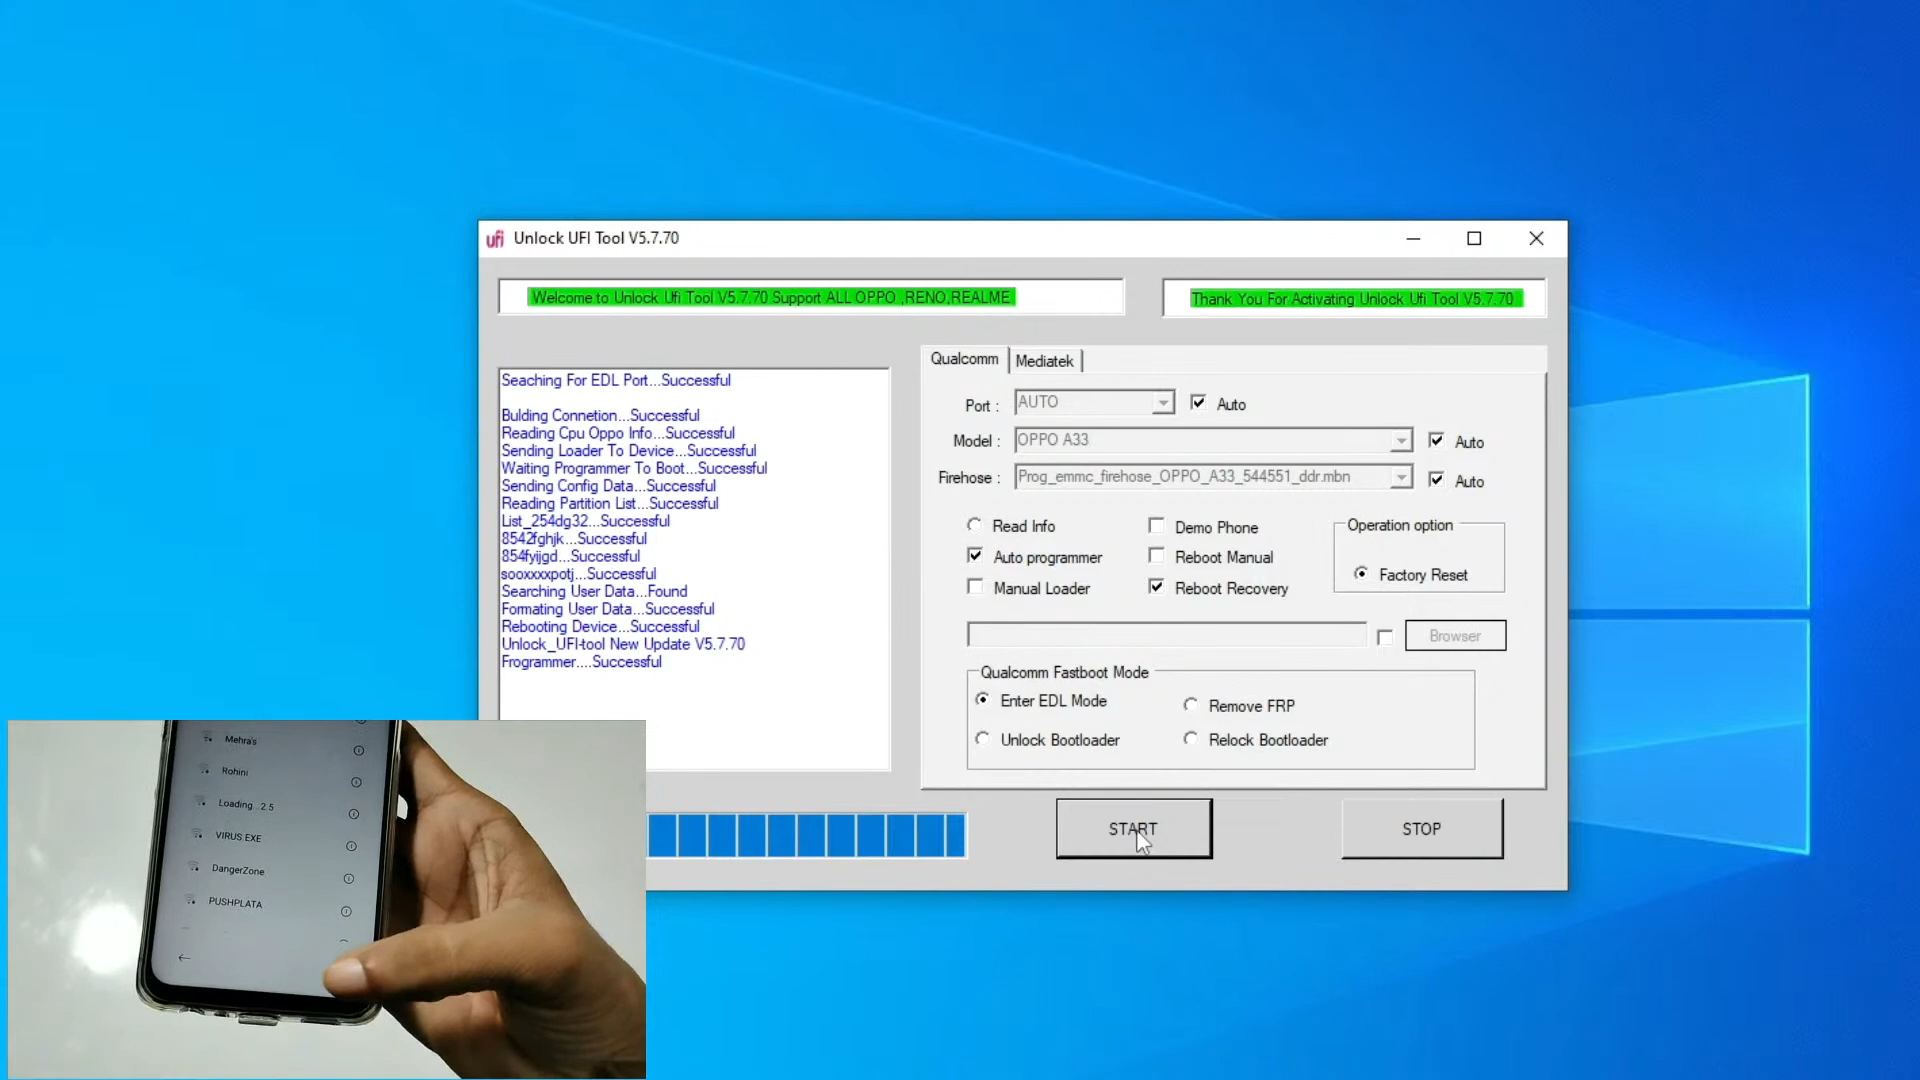 ufi Unlock UFI Tool V5.7.70
Welcome to Unlock Ufi Tool V5.7.70 Support ALL OPPO ,RENO,REALME
Thank You For Activating Unlock Ufi Tool V5.7.70
Seaching For EDL Port...Successful
Bulding Connetion...Successful
Reading Cpu Oppo Info...Successful
Sending Loader To Device...Successful
Waiting Programmer To Boot...Successful
Sending Config Data...Successful
Reading Partition List...Successful
List_254dg32...Successful
8542fghjk...Successful
854fyijgd...Successful
sooxxxxpotj...Successful
Searching User Data...Found
Formating User Data...Successful
Rebooting Device...Successful
Unlock_UFI-tool New Update V5.7.70
Frogrammer....Successful
Qualcomm Mediatek
Port : AUTO Auto
Model : OPPO A33 Auto
Firehose : Prog_emmc_firehose_OPPO_A33_544551_ddr.mbn Auto
Read Info Demo Phone
Auto programmer Reboot Manual
Manual Loader Reboot Recovery
Operation option
Factory Reset
Browser
Qualcomm Fastboot Mode
Enter EDL Mode Remove FRP
Unlock Bootloader Relock Bootloader
START STOP
Mehra's
Rohini
Loading...2.5
VIRUS EXE
DangerZone
PUSHPLATA